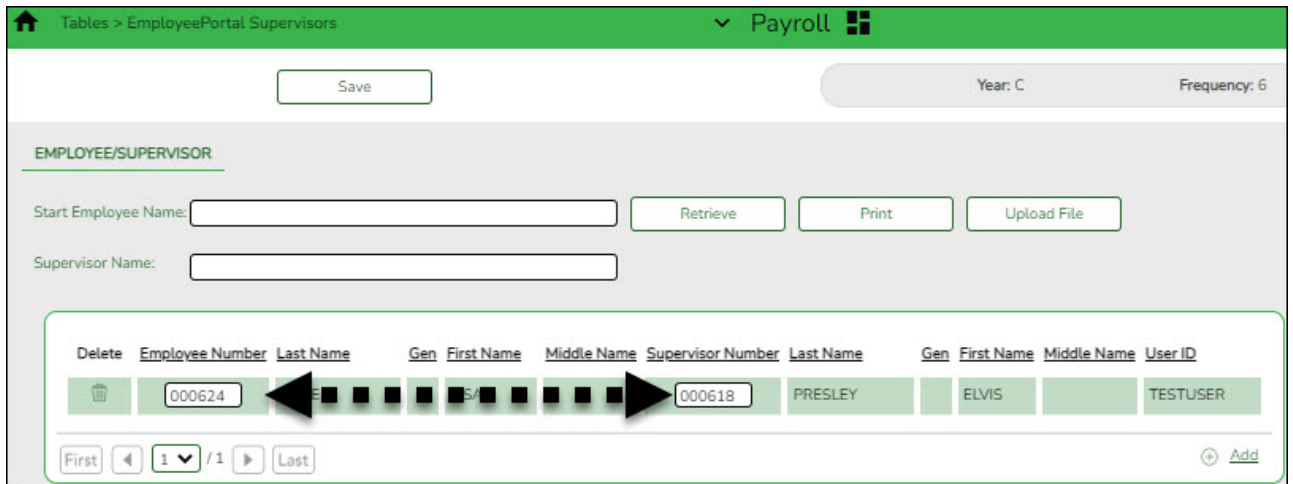 Tables > EmployeePortal Supervisors
Payroll
Save
Year: C
Frequency: 6
EMPLOYEE/SUPERVISOR
Start Employee Name:
Retrieve
Print
Upload File
Supervisor Name:
Delete Employee Number Last Name Gen First Name Middle Name Supervisor Number Last Name Gen First Name Middle Name User ID
000624 000618 PRESLEY ELVIS TESTUSER
First 1 / 1 Last
Add